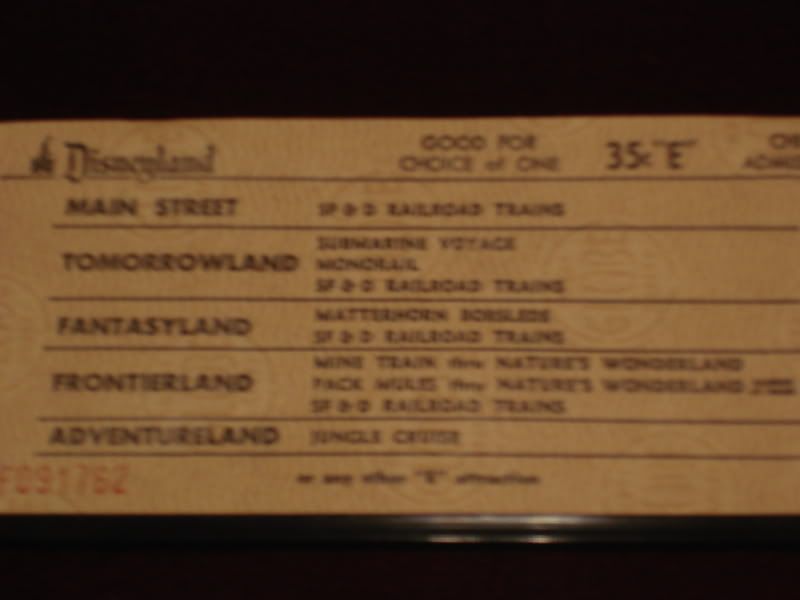 Disneyland GOOD FOR CHOICE of ONE 35¢ "E"
MAIN STREET SF & D RAILROAD TRAINS
TOMORROWLAND SUBMARINE VOYAGE
MONORAIL
SF & D RAILROAD TRAINS
FANTASYLAND MATTERHORN BOBSLEDS
SF & D RAILROAD TRAINS
FRONTIERLAND MINE TRAIN thru NATURE'S WONDERLAND
PACK MULES thru NATURE'S WONDERLAND
SF & D RAILROAD TRAINS
ADVENTURELAND JUNGLE CRUISE
F091762 or any other "E" attraction